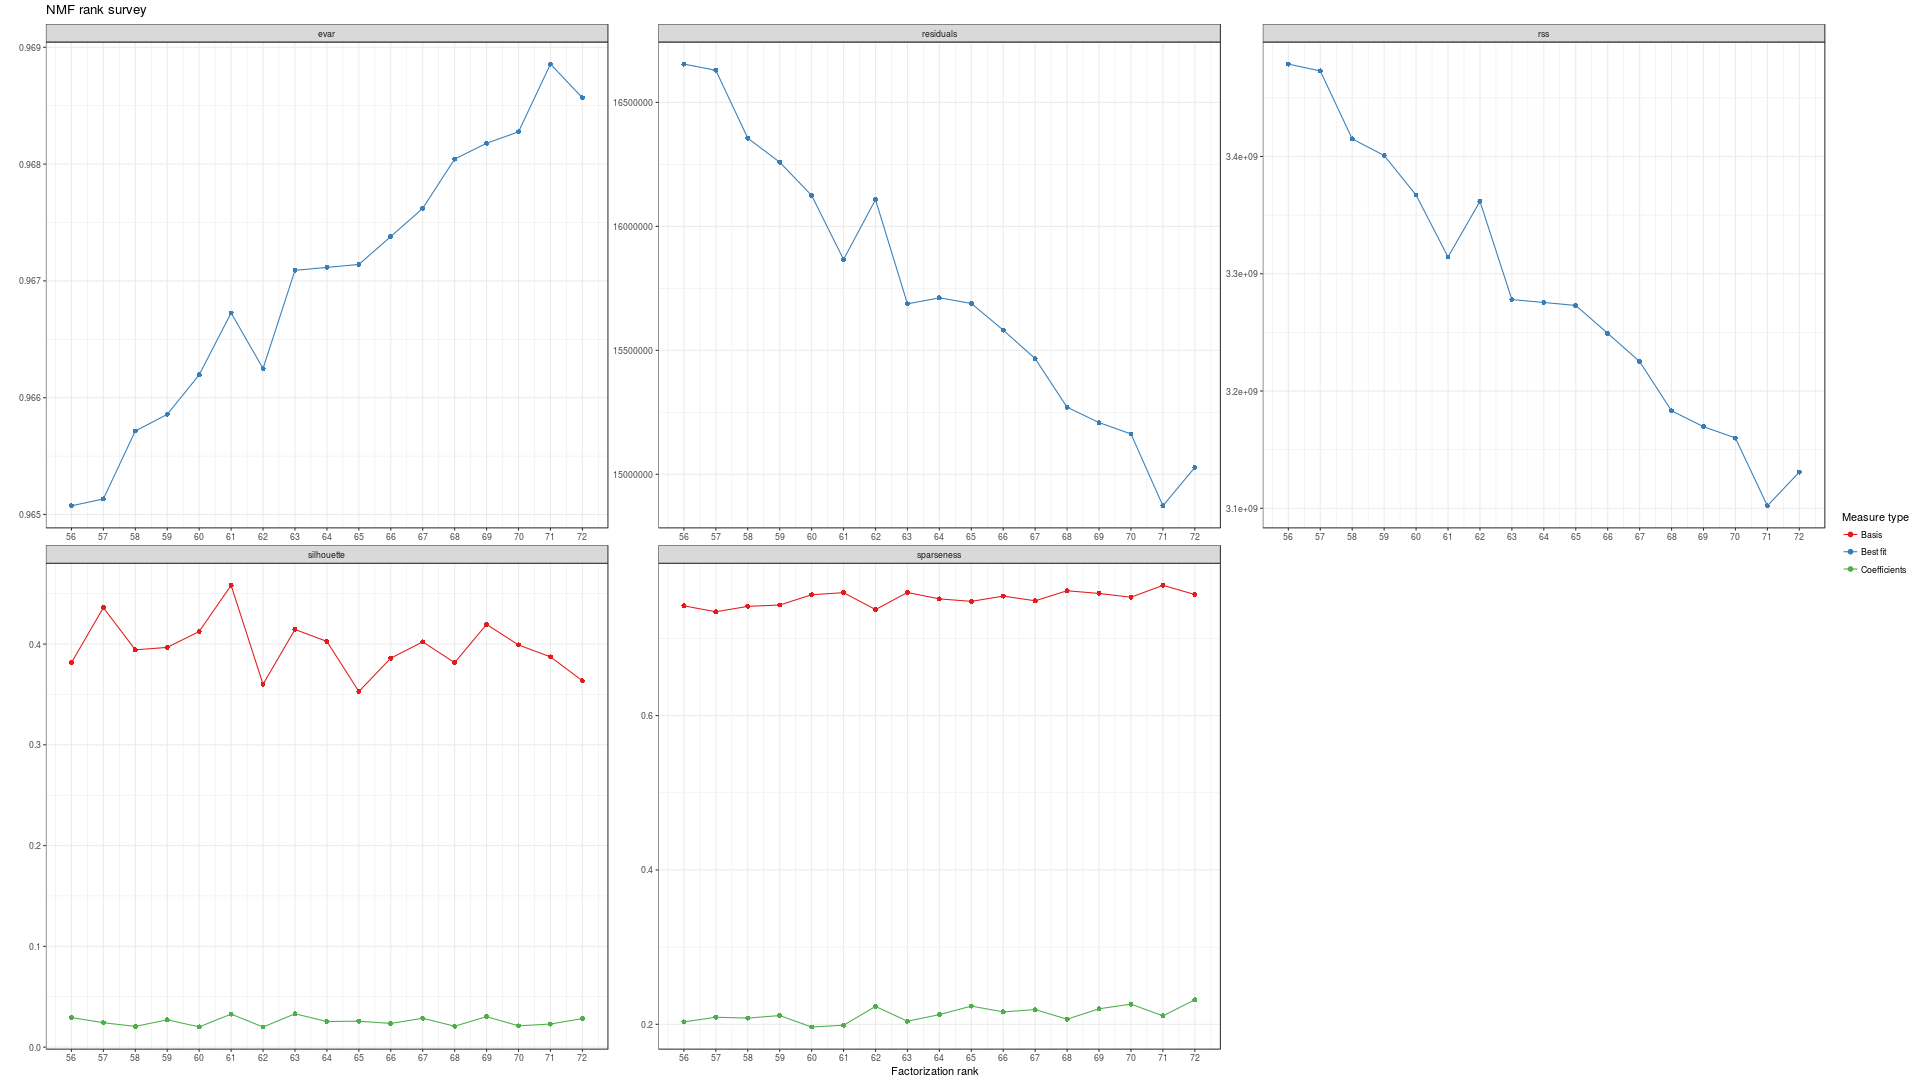 NMF rank survey
evar
residuals
rss
0.969
0.968
0.967
0.966
0.965
16500000
16000000
15500000
15000000
3.4e+09
3.3e+09
3.2e+09
3.1e+09
56 57 58 59 60 61 62 63 64 65 66 67 68 69 70 71 72
56 57 58 59 60 61 62 63 64 65 66 67 68 69 70 71 72
56 57 58 59 60 61 62 63 64 65 66 67 68 69 70 71 72
silhouette
sparseness
0.4
0.3
0.2
0.1
0.0
0.6
0.4
0.2
56 57 58 59 60 61 62 63 64 65 66 67 68 69 70 71 72
56 57 58 59 60 61 62 63 64 65 66 67 68 69 70 71 72
Factorization rank
Measure type
Basis
Best fit
Coefficients